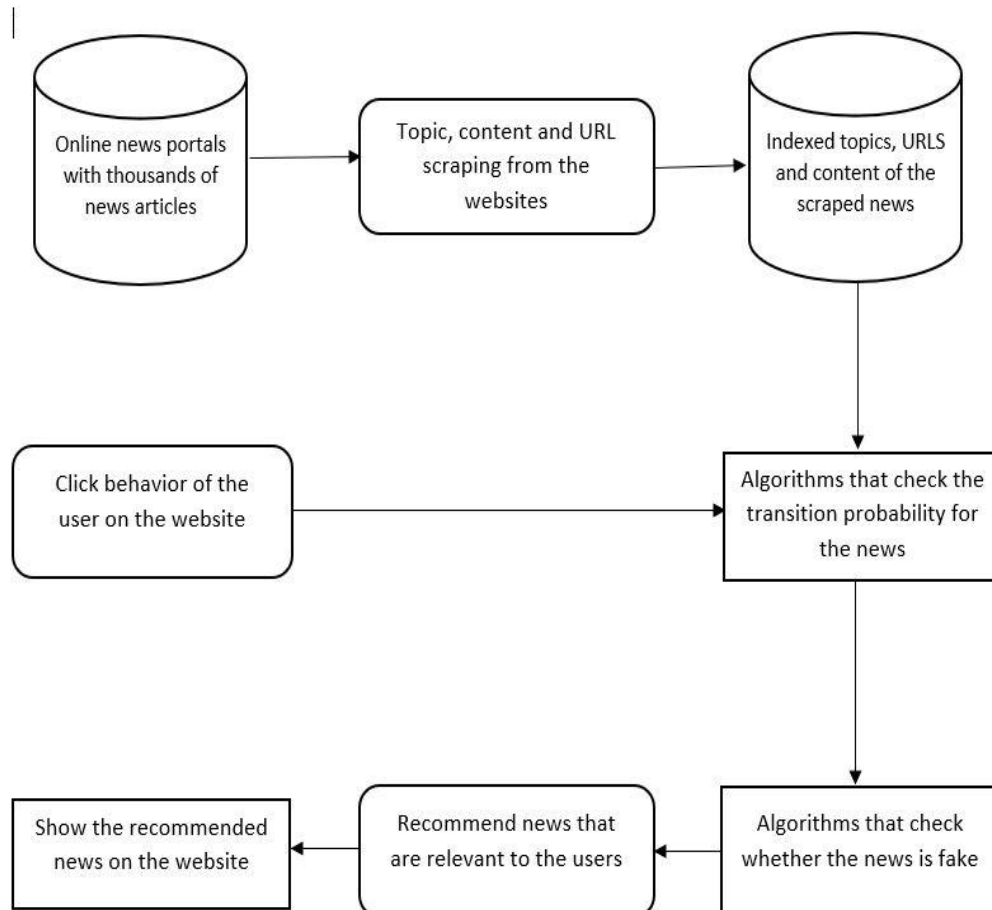 Online news portals
with thousands of
news articles
Topic, content and URL
scraping from the
websites
Indexed topics, URLS
and content of the
scraped news
Click behavior of the
user on the website
Algorithms that check the
transition probability for
the news
Show the recommended
news on the website
Recommend news that
are relevant to the users
Algorithms that check
whether the news is fake